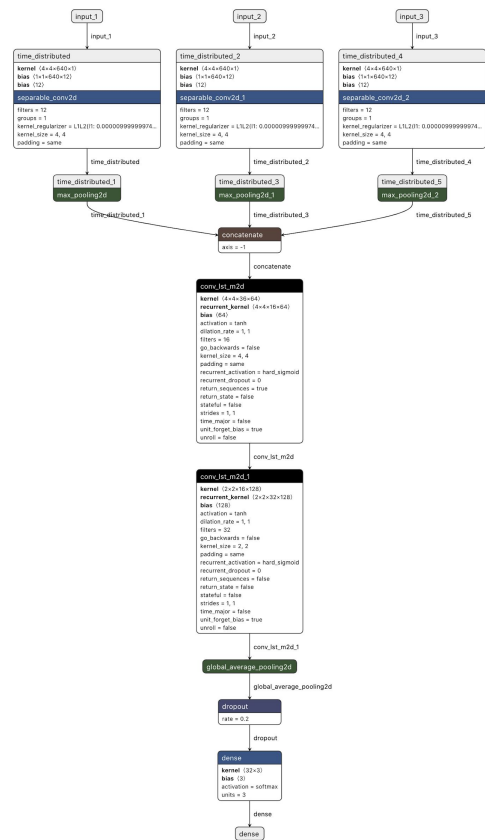 input_1
input_2
input_3
input_1
input_2
input_3
time_distributed
kernel ⟨4×4×640×1⟩
bias ⟨1×1×640×12⟩
bias ⟨12⟩
separable_conv2d
filters = 12
groups = 1
kernel_regularizer = L1L2(l1: 0.00000999999974...
kernel_size = 4, 4
padding = same
time_distributed_2
kernel ⟨4×4×640×1⟩
bias ⟨1×1×640×12⟩
bias ⟨12⟩
separable_conv2d_1
filters = 12
groups = 1
kernel_regularizer = L1L2(l1: 0.00000999999974...
kernel_size = 4, 4
padding = same
time_distributed_4
kernel ⟨4×4×640×1⟩
bias ⟨1×1×640×12⟩
bias ⟨12⟩
separable_conv2d_2
filters = 12
groups = 1
kernel_regularizer = L1L2(l1: 0.00000999999974...
kernel_size = 4, 4
padding = same
time_distributed
time_distributed_2
time_distributed_4
time_distributed_1
max_pooling2d
time_distributed_3
max_pooling2d_1
time_distributed_5
max_pooling2d_2
time_distributed_1
time_distributed_3
time_distributed_5
concatenate
axis = -1
concatenate
conv_lst_m2d
kernel ⟨4×4×36×64⟩
recurrent_kernel ⟨4×4×16×64⟩
bias ⟨64⟩
activation = tanh
dilation_rate = 1, 1
filters = 16
go_backwards = false
kernel_size = 4, 4
padding = same
recurrent_activation = hard_sigmoid
recurrent_dropout = 0
return_sequences = true
return_state = false
stateful = false
strides = 1, 1
time_major = false
unit_forget_bias = true
unroll = false
conv_lst_m2d
conv_lst_m2d_1
kernel ⟨2×2×16×128⟩
recurrent_kernel ⟨2×2×32×128⟩
bias ⟨128⟩
activation = tanh
dilation_rate = 1, 1
filters = 32
go_backwards = false
kernel_size = 2, 2
padding = same
recurrent_activation = hard_sigmoid
recurrent_dropout = 0
return_sequences = false
return_state = false
stateful = false
strides = 1, 1
time_major = false
unit_forget_bias = true
unroll = false
conv_lst_m2d_1
global_average_pooling2d
global_average_pooling2d
dropout
rate = 0.2
dropout
dense
kernel ⟨32×3⟩
bias ⟨3⟩
activation = softmax
units = 3
dense
dense